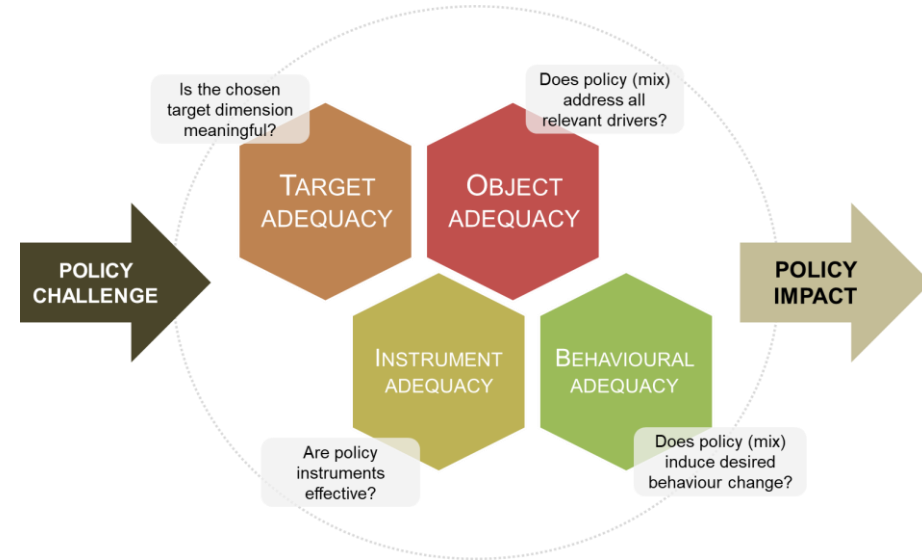 Is the chosen
target dimension
meaningful?
Does policy (mix)
address all
relevant drivers?
TARGET
ADEQUACY
OBJECT
ADEQUACY
POLICY
CHALLENGE
POLICY
IMPACT
INSTRUMENT
ADEQUACY
BEHAVIOURAL
ADEQUACY
Are policy
instruments
effective?
Does policy (mix)
induce desired
behaviour change?